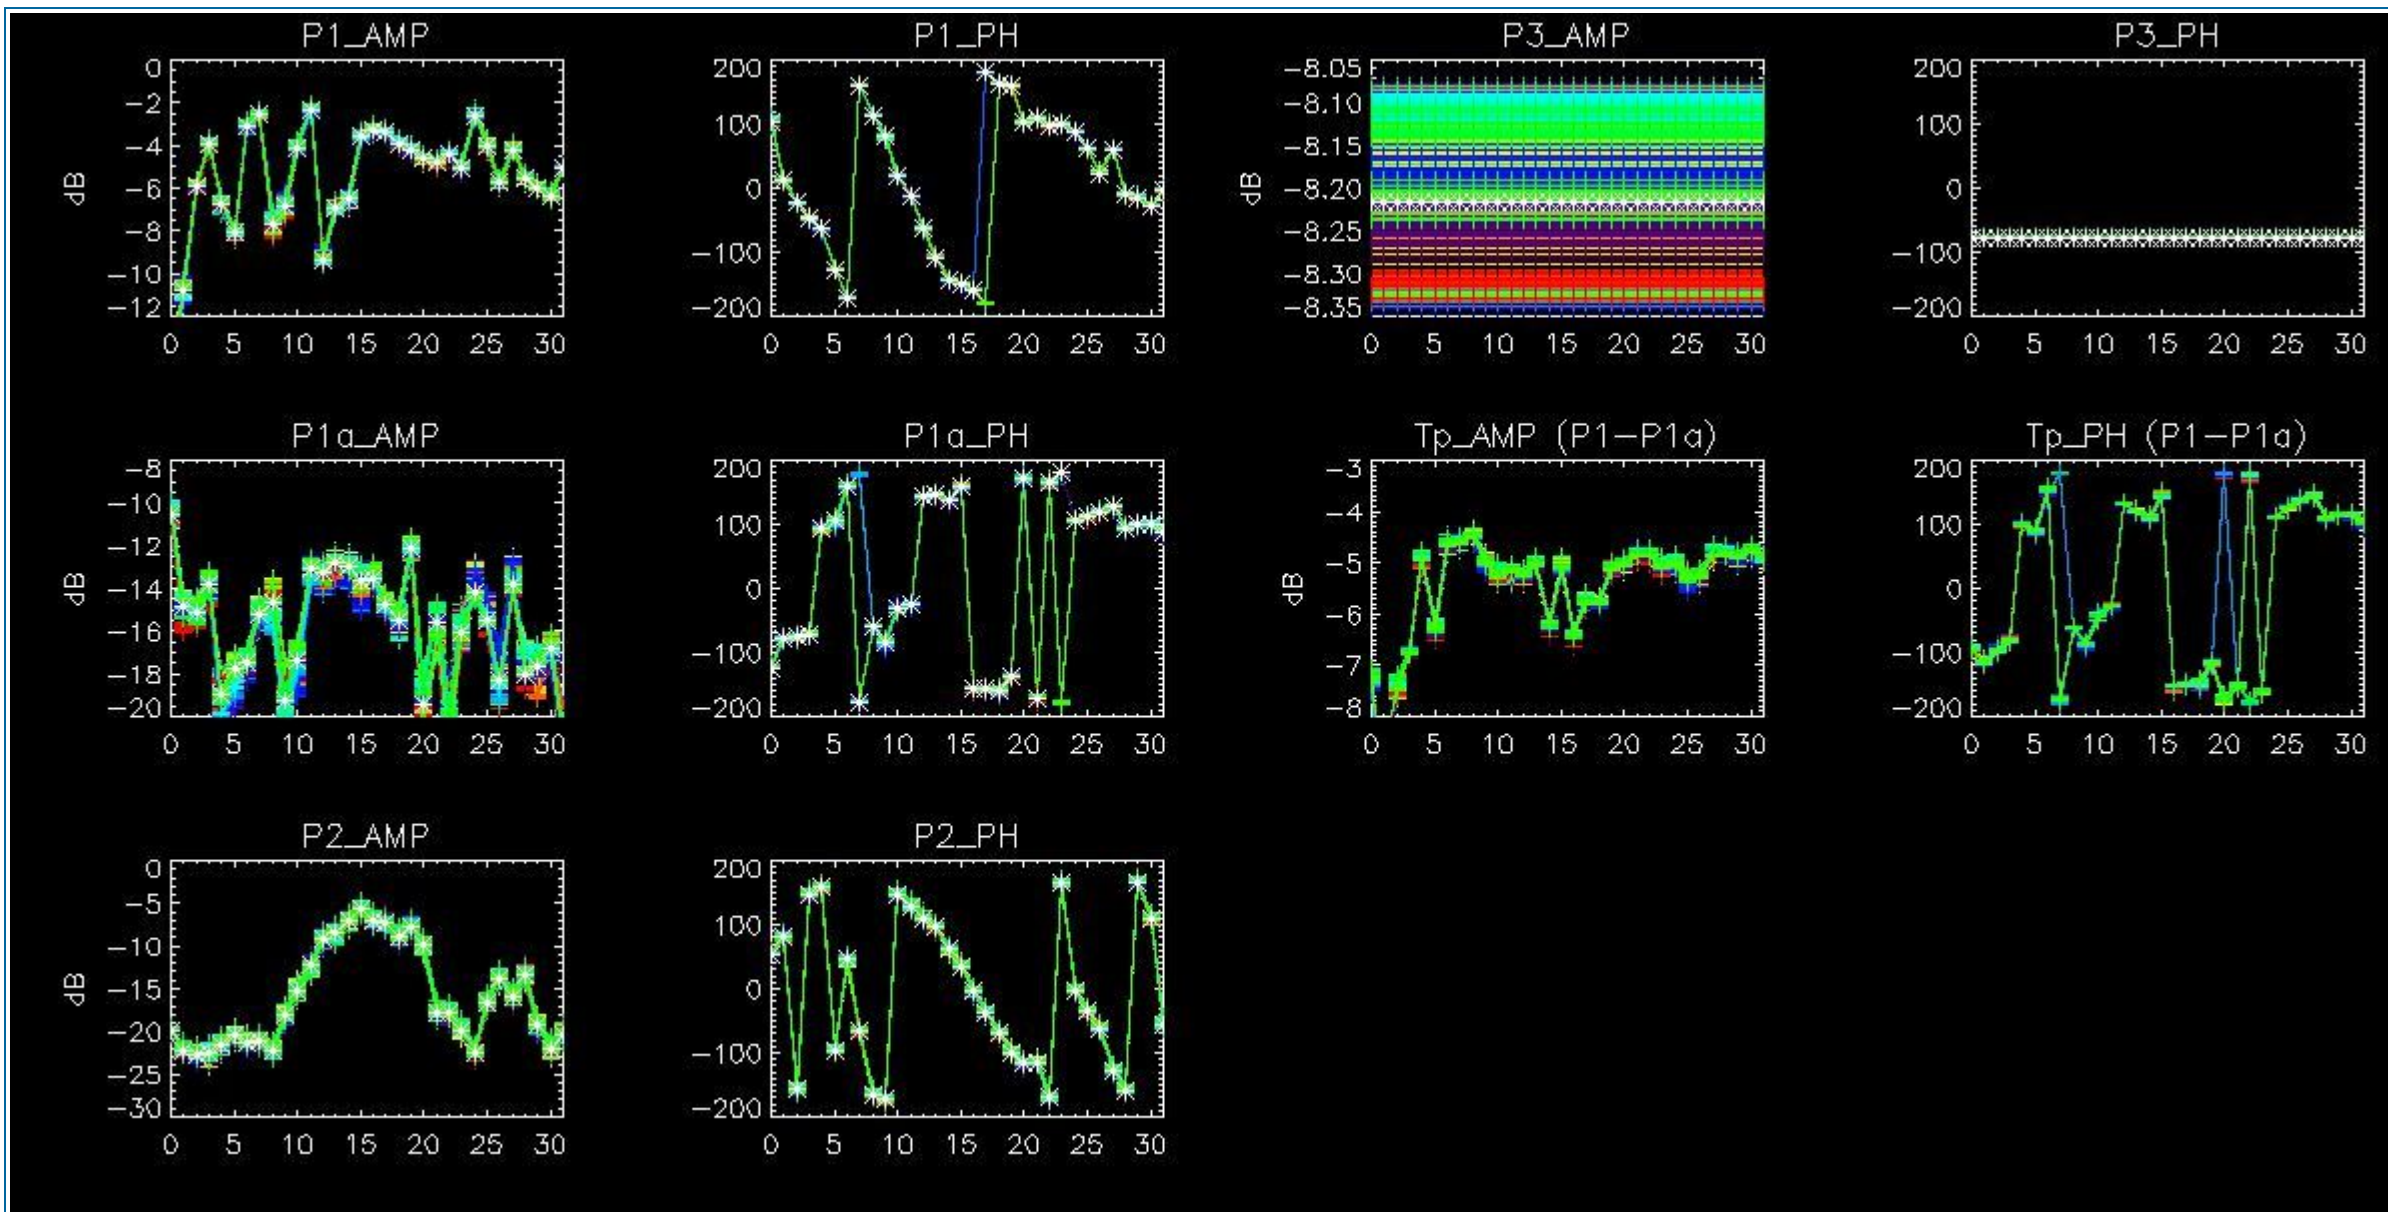 P1_AMP P1_PH P3_AMP P3_PH
0 200 -8.05 200
-2 100 -8.10 100
-4 0 -8.15 0
-6 -100 -8.20 -100
-8 -200 -8.25 -200
-10 -8.30
-12 -8.35
dB dB
0 5 10 15 20 25 30 0 5 10 15 20 25 30 0 5 10 15 20 25 30 0 5 10 15 20 25 30
P1a_AMP P1a_PH Tp_AMP (P1-P1a) Tp_PH (P1-P1a)
-8 200 -3 200
-10 100 -4 100
-12 0 -5 0
-14 -100 -6 -100
-16 -200 -7 -200
-18 -8
-20
dB dB
0 5 10 15 20 25 30 0 5 10 15 20 25 30 0 5 10 15 20 25 30 0 5 10 15 20 25 30
P2_AMP P2_PH
0 200
-5 100
-10 0
-15 -100
-20 -200
-25
-30
dB
0 5 10 15 20 25 30 0 5 10 15 20 25 30